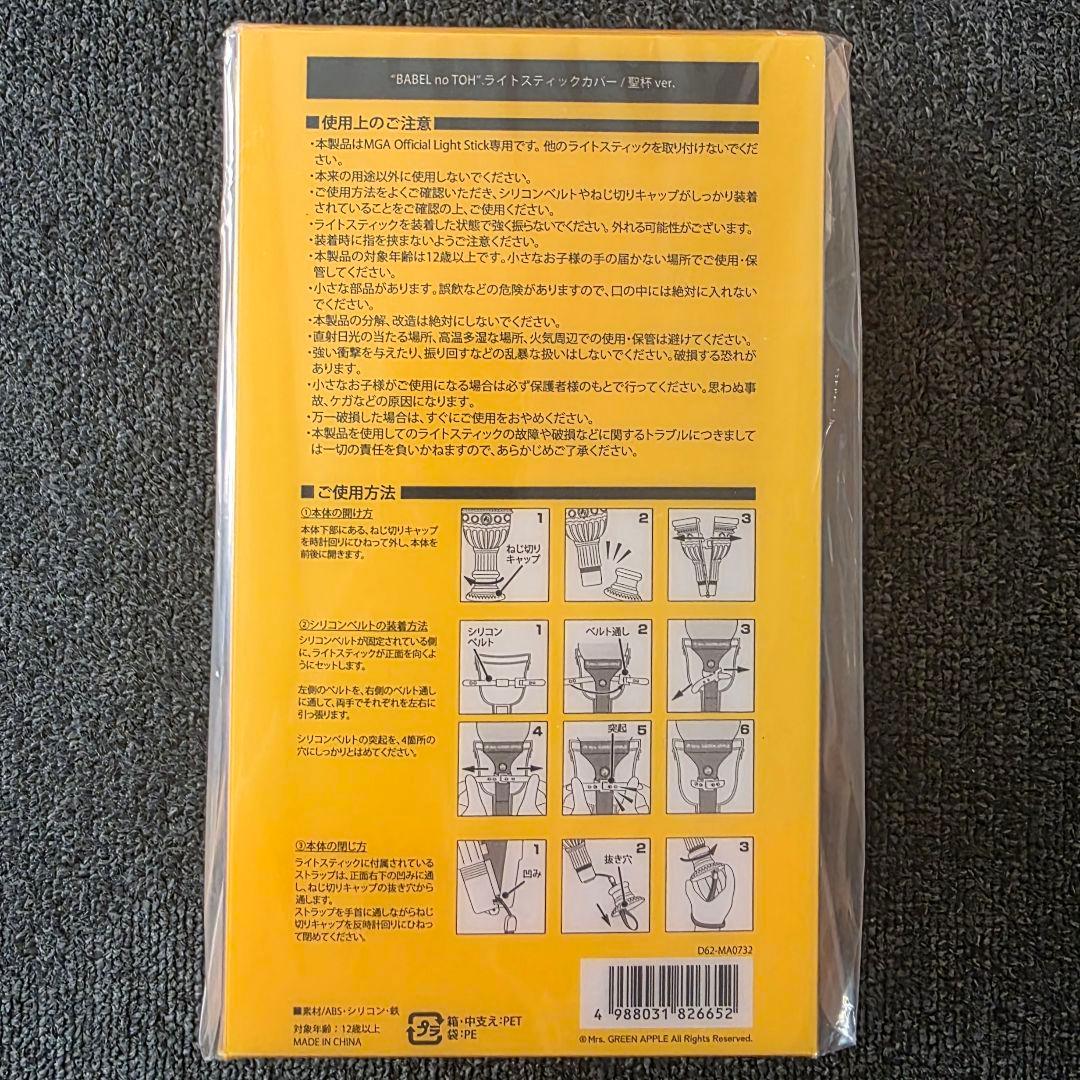 "BABEL no TOH".ライトスティックカバー / 聖杯 ver.
■使用上のご注意
・本製品はMGA Official Light Stick専用です。他のライトスティックを取り付けないでくだ
さい。
・本来の用途以外に使用しないでください。
・ご使用方法をよくご確認いただき、シリコンベルトやねじ切りキャップがしっかり装着
されていることをご確認の上、ご使用ください。
・ライトスティックを装着した状態で強く振らないでください。外れる可能性がございます。
・装着時に指を挟まないようご注意ください。
・本製品の対象年齢は12歳以上です。小さなお子様の手の届かない場所でご使用・保
管してください。
・小さな部品があります。誤飲などの危険がありますので、口の中には絶対に入れない
でください。
・本製品の分解、改造は絶対にしないでください。
・直射日光の当たる場所、高温多湿な場所、火気周辺での使用・保管は避けてください。
・強い衝撃を与えたり、振り回すなどの乱暴な扱いはしないでください。破損する恐れが
あります。
・小さなお子様がご使用になる場合は必ず保護者様のもとで行ってください。思わぬ事
故、ケガなどの原因になります。
・万一破損した場合は、すぐにご使用をおやめください。
・本製品を使用してのライトスティックの故障や破損などに関するトラブルにつきまして
は一切の責任を負いかねますので、あらかじめご了承ください。
■ご使用方法
①本体の開け方
本体下部にある、ねじ切りキャップ
を時計回りにひねって外し、本体を
前後に開きます。
1
ねじ切り
キャップ
2
3
②シリコンベルトの装着方法
シリコンベルトが固定されている側
に、ライトスティックが正面を向くよ
うにセットします。
左側のベルトを、右側のベルト通し
に通して、両手でそれぞれを左右に
引っ張ります。
シリコンベルトの突起を、4箇所の
穴にしっかりとはめてください。
シリコン
ベルト
1
ベルト通し
2
3
4
突起
5
6
③本体の閉じ方
ライトスティックに付属されている
ストラップは、正面右下の凹みに通
し、ねじ切りキャップの抜き穴から
通します。
ストラップを手首に通しながらねじ
切りキャップを反時計回りにひねっ
て閉めてください。
1
凹み
2
抜き穴
3
D62-MA0732
4 988031 826652
■素材/ABS・シリコン・鉄
対象年齢：12歳以上
MADE IN CHINA
プラ
箱・中支え:PET
袋:PE
©Mrs. GREEN APPLE All Rights Reserved.